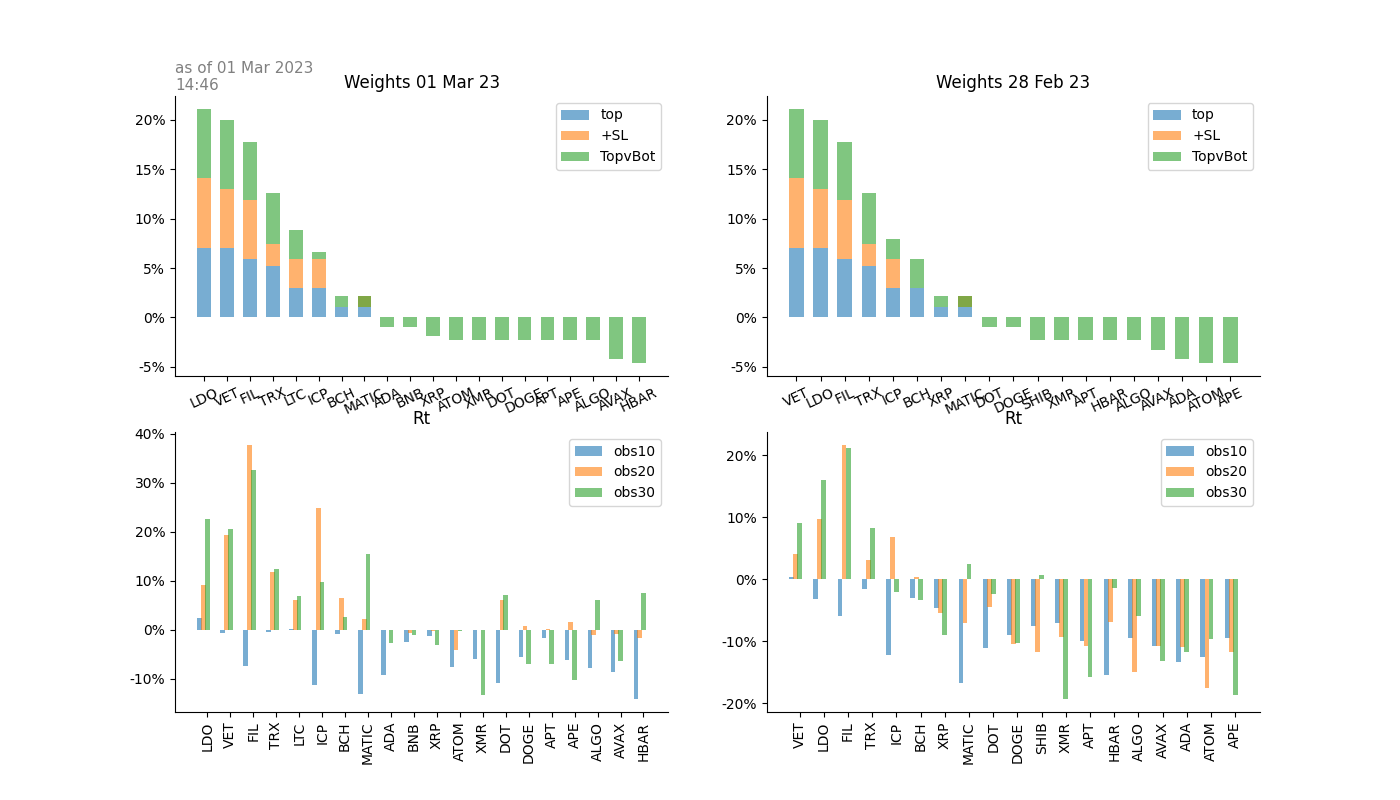 as of 01 Mar 2023
14:46
Weights 01 Mar 23
20%
15%
10%
5%
0%
-5%
top
+SL
TopvBot
LDO VET FIL TRX LTC ICP BCH MATIC ADA BNB XRP ATOM XMR DOT DOGE APT APE ALGO AVAX HBAR
Weights 28 Feb 23
20%
15%
10%
5%
0%
-5%
top
+SL
TopvBot
VET LDO FIL TRX ICP BCH XRP MATIC DOT DOGE SHIB XMR APT HBAR ALGO AVAX ADA ATOM APE
Rt
40%
30%
20%
10%
0%
-10%
obs10
obs20
obs30
LDO VET FIL TRX LTC ICP BCH MATIC ADA BNB XRP ATOM XMR DOT DOGE APT APE ALGO AVAX HBAR
Rt
20%
10%
0%
-10%
-20%
obs10
obs20
obs30
VET LDO FIL TRX ICP BCH XRP MATIC DOT DOGE SHIB XMR APT HBAR ALGO AVAX ADA ATOM APE